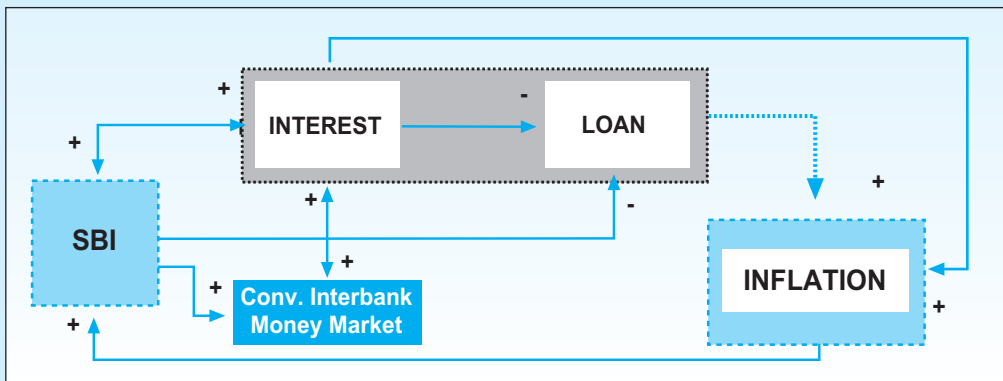 +
-
INTEREST
LOAN
+
+
-
+
SBI
+
INFLATION
+
Conv. Interbank
Money Market
+
+